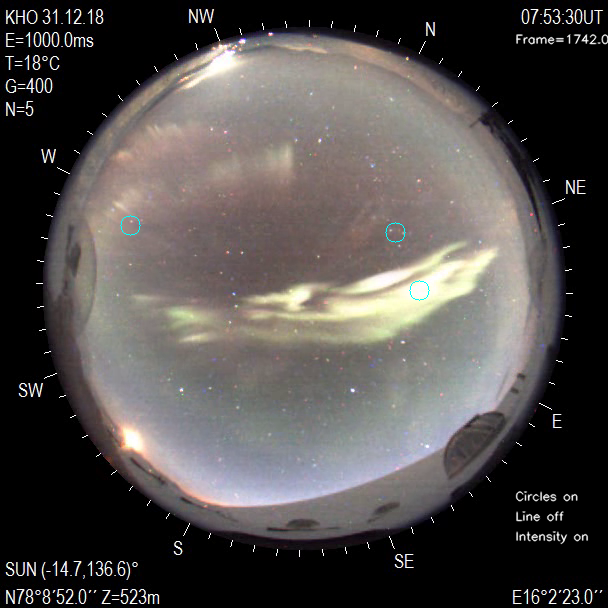 KHO 31.12.18
E=1000.0ms
T=18°C
G=400
N=5
07:53:30UT
Frame=1742.0
NW
N
W
NE
SW
E
S
SE
Circles on
Line off
Intensity on
SUN (-14.7,136.6)°
N78°8'52.0'' Z=523m
E16°2'23.0''